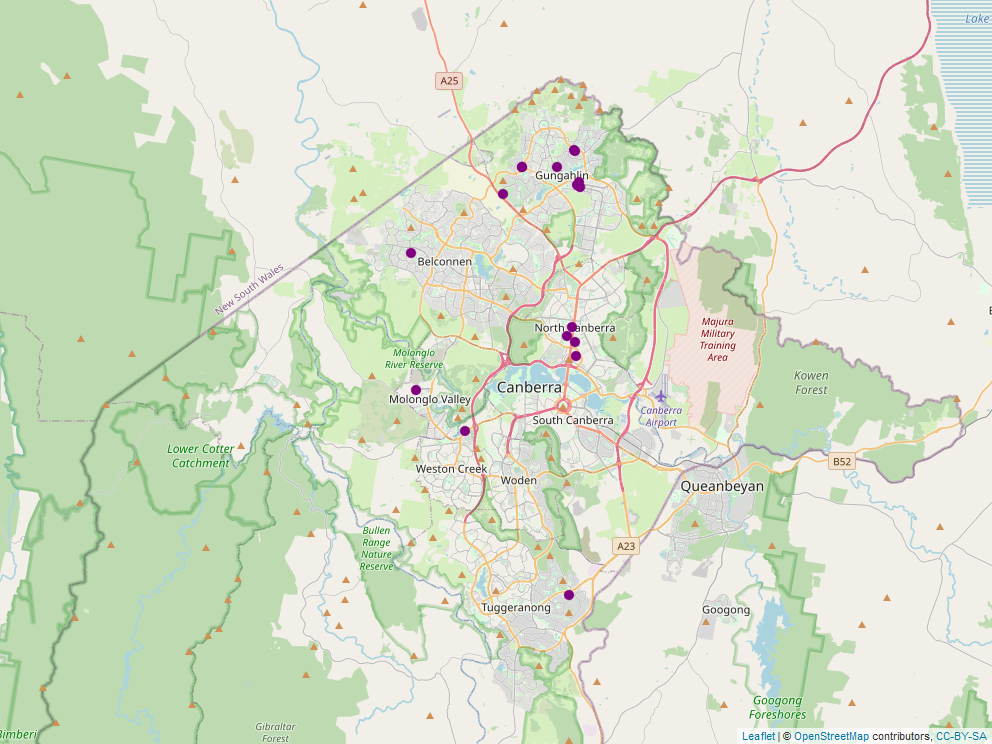 Lake
A25
Gungahlin
Belconnen
New South Wales
North Canberra
Majura
Military
Training
Area
Molonglo
River Reserve
Kowen
Forest
Canberra
Molonglo Valley
Canberra
Airport
South Canberra
Lower Cotter
Catchment
B52
Weston Creek
Woden
Queanbeyan
Bullen
Range
Nature
Reserve
A23
Tuggeranong
Googong
Googong
Foreshores
Gibraltar
Forest
Bimberi
Leaflet | © OpenStreetMap contributors, CC-BY-SA